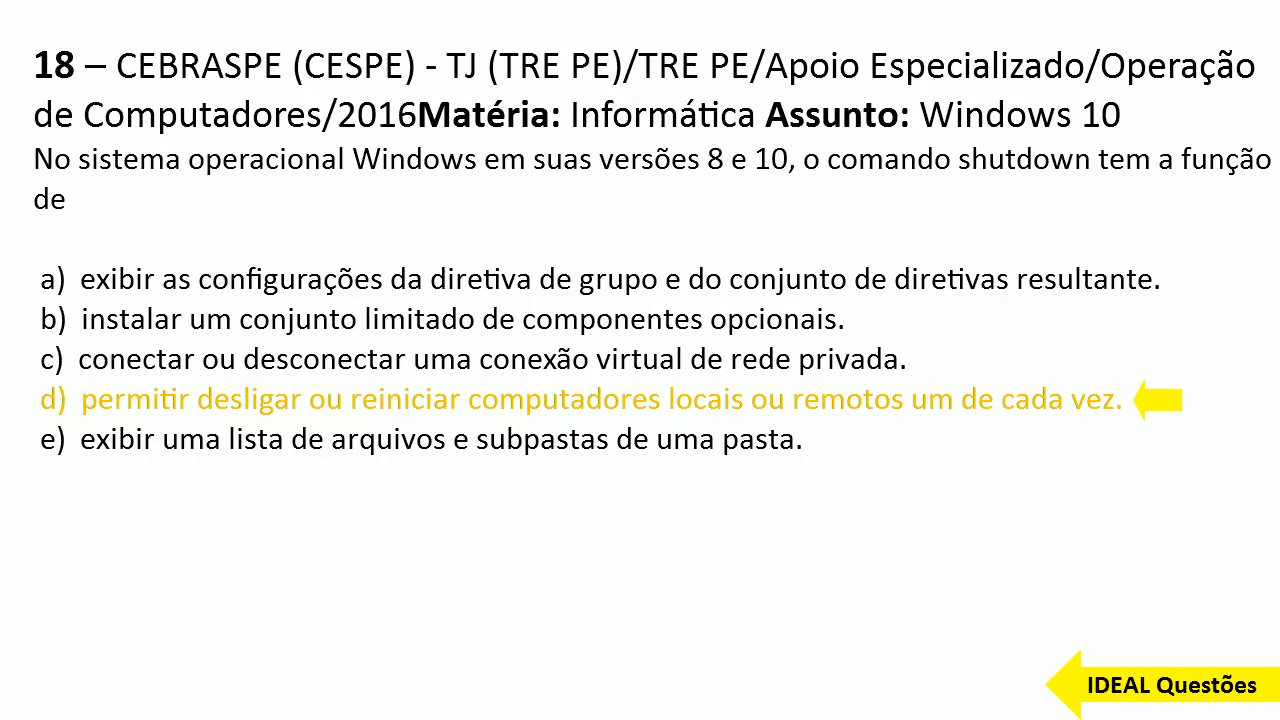 18 – CEBRASPE (CESPE) - TJ (TRE PE)/TRE PE/Apoio Especializado/Operação
de Computadores/2016Matéria: Informática Assunto: Windows 10
No sistema operacional Windows em suas versões 8 e 10, o comando shutdown tem a função
de
a) exibir as configurações da diretiva de grupo e do conjunto de diretivas resultante.
b) instalar um conjunto limitado de componentes opcionais.
c) conectar ou desconectar uma conexão virtual de rede privada.
d) permitir desligar ou reiniciar computadores locais ou remotos um de cada vez.
e) exibir uma lista de arquivos e subpastas de uma pasta.
IDEAL Questões